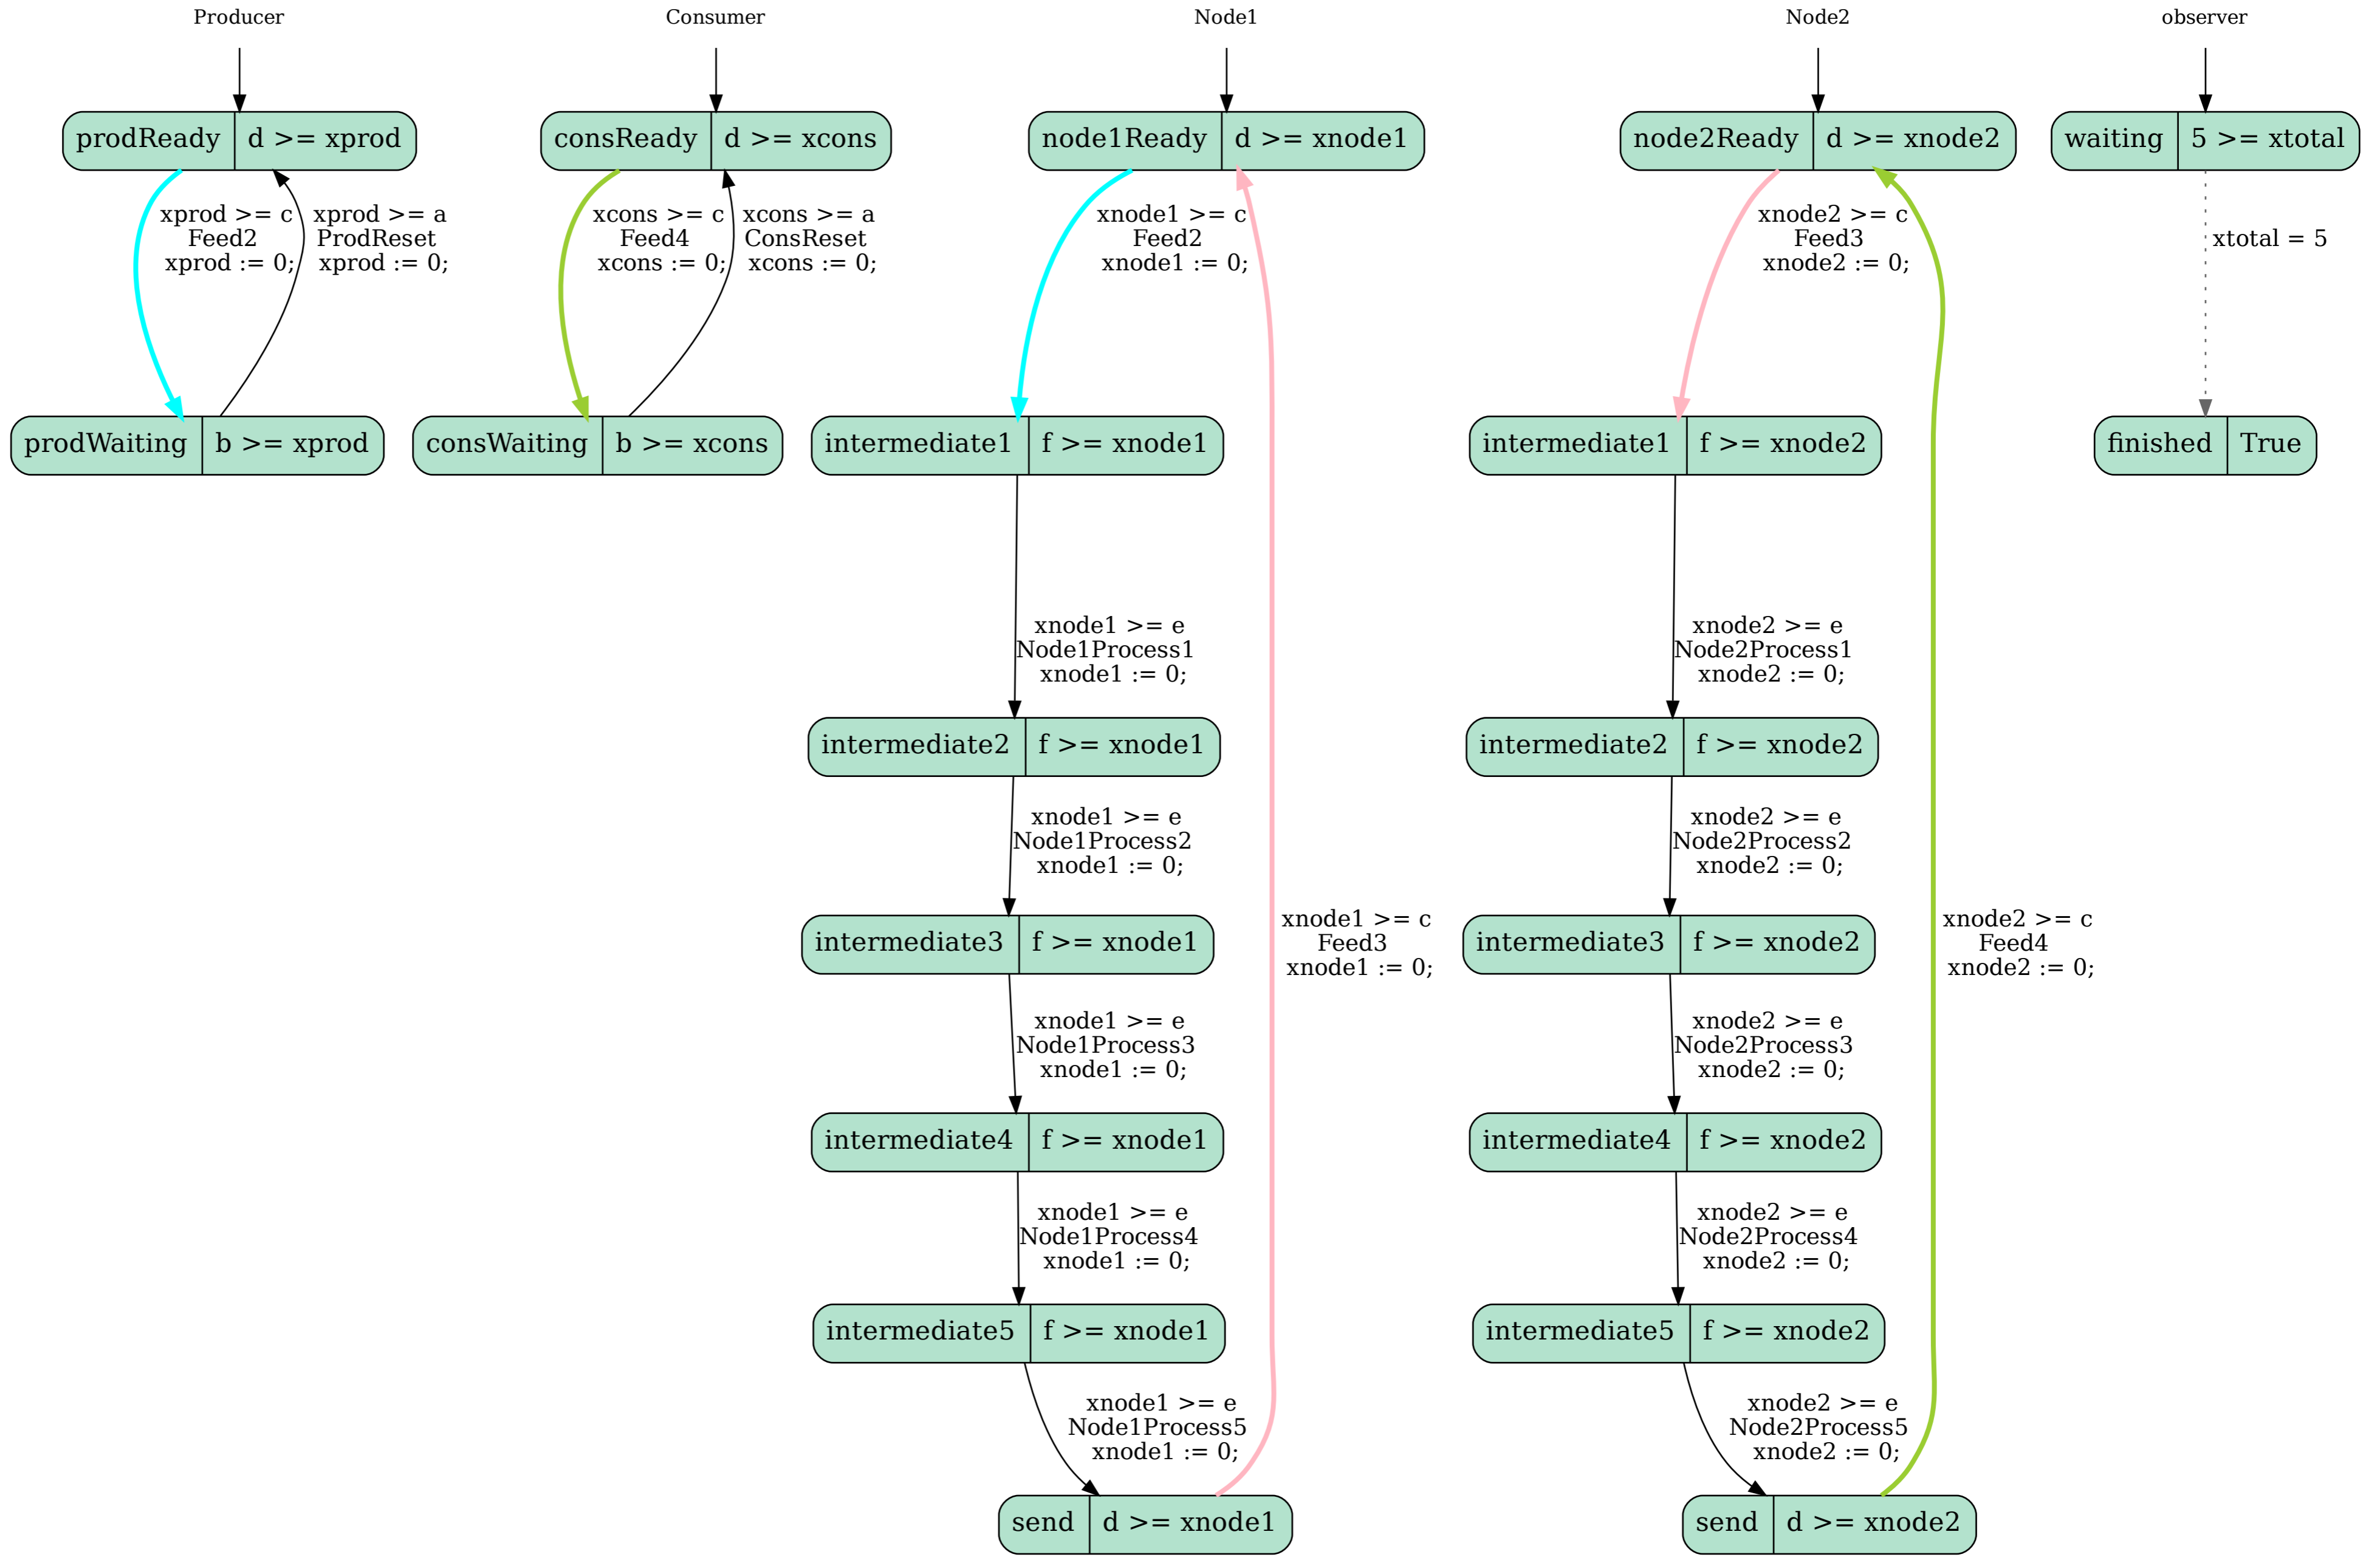 Producer
Consumer
Node1
Node2
observer
prodReady
d >= xprod
consReady
d >= xcons
node1Ready
d >= xnode1
node2Ready
d >= xnode2
waiting
5 >= xtotal
xprod >= c
Feed2
xprod := 0;
xprod >= a
ProdReset
xprod := 0;
xcons >= c
Feed4
xcons := 0;
xcons >= a
ConsReset
xcons := 0;
xnode1 >= c
Feed2
xnode1 := 0;
xnode2 >= c
Feed3
xnode2 := 0;
xtotal = 5
prodWaiting
b >= xprod
consWaiting
b >= xcons
intermediate1
f >= xnode1
intermediate1
f >= xnode2
finished
True
xnode1 >= e
Node1Process1
xnode1 := 0;
xnode2 >= e
Node2Process1
xnode2 := 0;
intermediate2
f >= xnode1
intermediate2
f >= xnode2
xnode1 >= e
Node1Process2
xnode1 := 0;
xnode2 >= e
Node2Process2
xnode2 := 0;
intermediate3
f >= xnode1
xnode1 >= c
Feed3
xnode1 := 0;
intermediate3
f >= xnode2
xnode2 >= c
Feed4
xnode2 := 0;
xnode1 >= e
Node1Process3
xnode1 := 0;
xnode2 >= e
Node2Process3
xnode2 := 0;
intermediate4
f >= xnode1
intermediate4
f >= xnode2
xnode1 >= e
Node1Process4
xnode1 := 0;
xnode2 >= e
Node2Process4
xnode2 := 0;
intermediate5
f >= xnode1
intermediate5
f >= xnode2
xnode1 >= e
Node1Process5
xnode1 := 0;
xnode2 >= e
Node2Process5
xnode2 := 0;
send
d >= xnode1
send
d >= xnode2